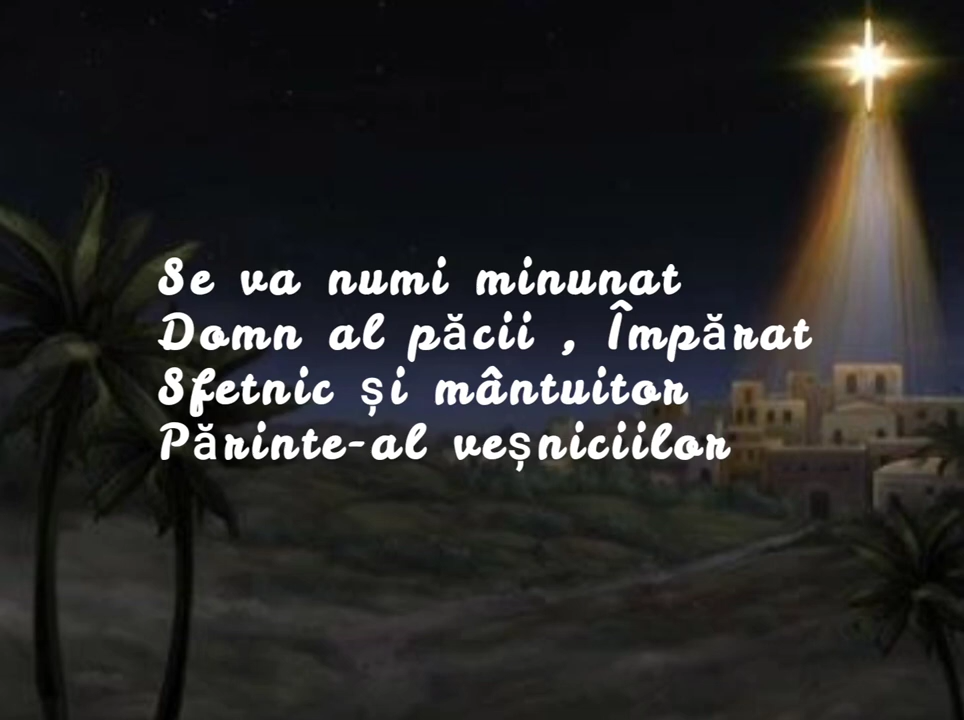 Se va numi minunat
Domn al păcii , Împărat
Sfetnic și mântuitor
Părinte-al veșniciilor